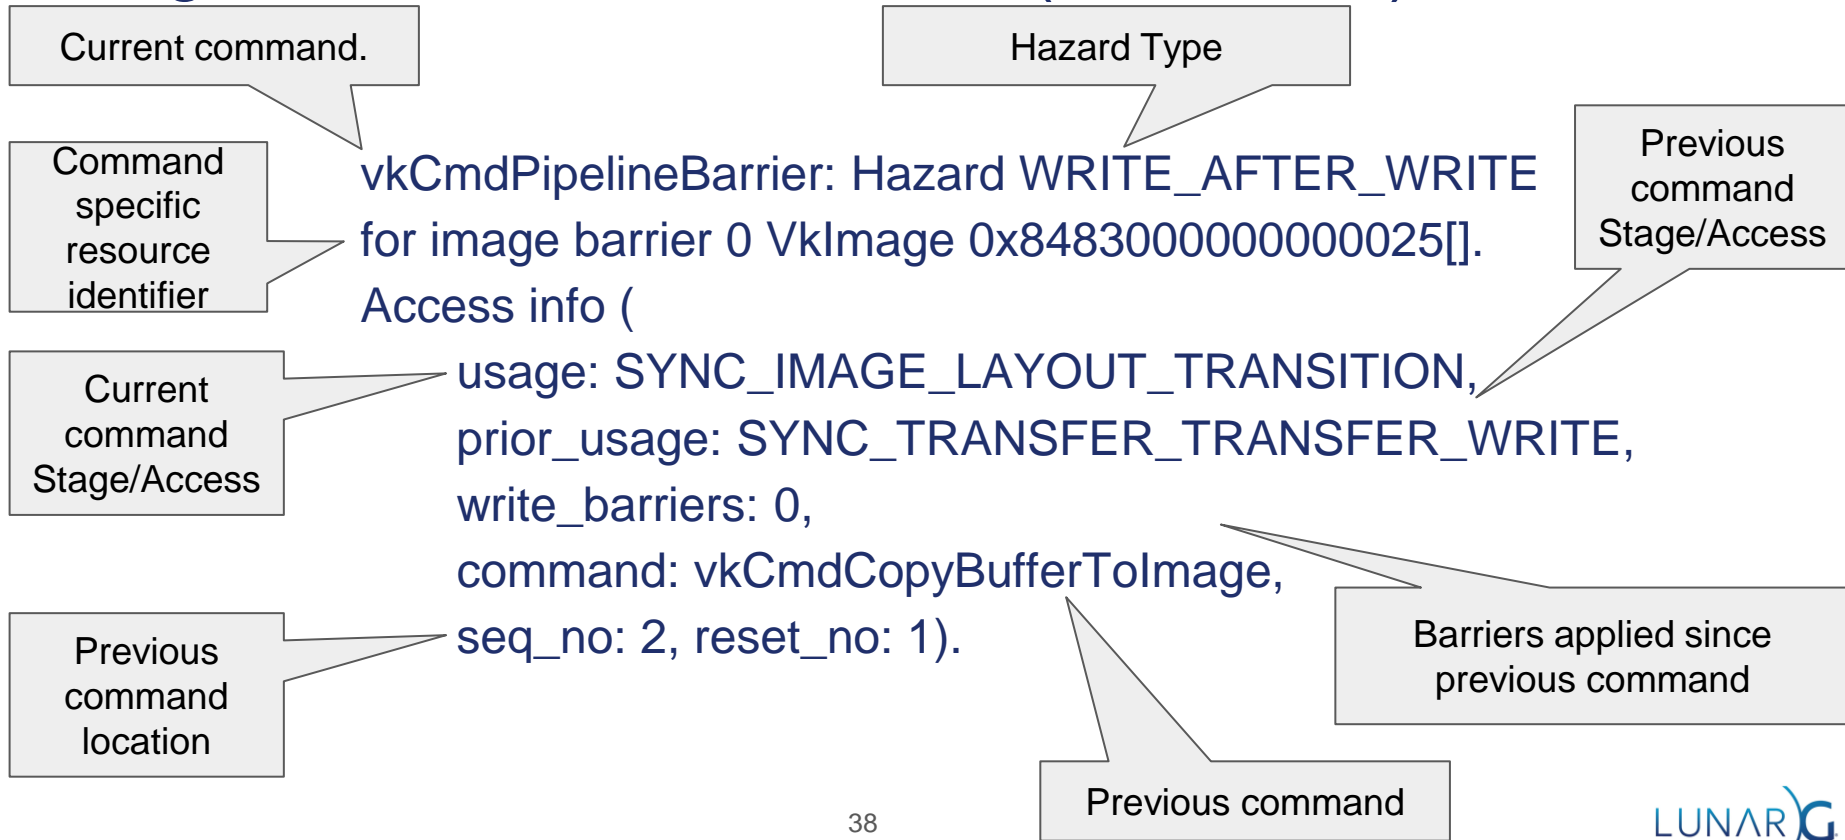 Current command.
Hazard Type
Command
specific
resource
identifier
Previous
command
Stage/Access
vkCmdPipelineBarrier: Hazard WRITE_AFTER_WRITE
for image barrier 0 VkImage 0x8483000000000025[].
Access info (
Current
command
Stage/Access
usage: SYNC_IMAGE_LAYOUT_TRANSITION,
prior_usage: SYNC_TRANSFER_TRANSFER_WRITE,
write_barriers: 0,
command: vkCmdCopyBufferToImage,
seq_no: 2, reset_no: 1).
Previous
command
location
Barriers applied since
previous command
Previous command
38
LUNARG